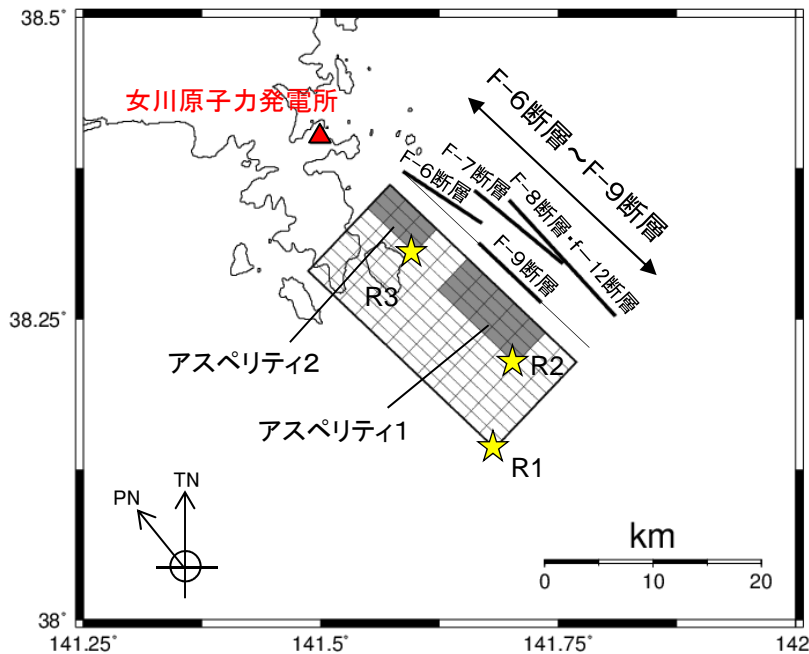 38.5˚
女川原子力発電所
F-6断層~F-9断層
F-6断層
F-7断層
F-8断層・f-12断層
F-9断層
38.25˚
R3
アスペリティ2
R2
アスペリティ1
R1
TN
PN
km
0
10
20
38˚
141.25˚
141.5˚
141.75˚
142